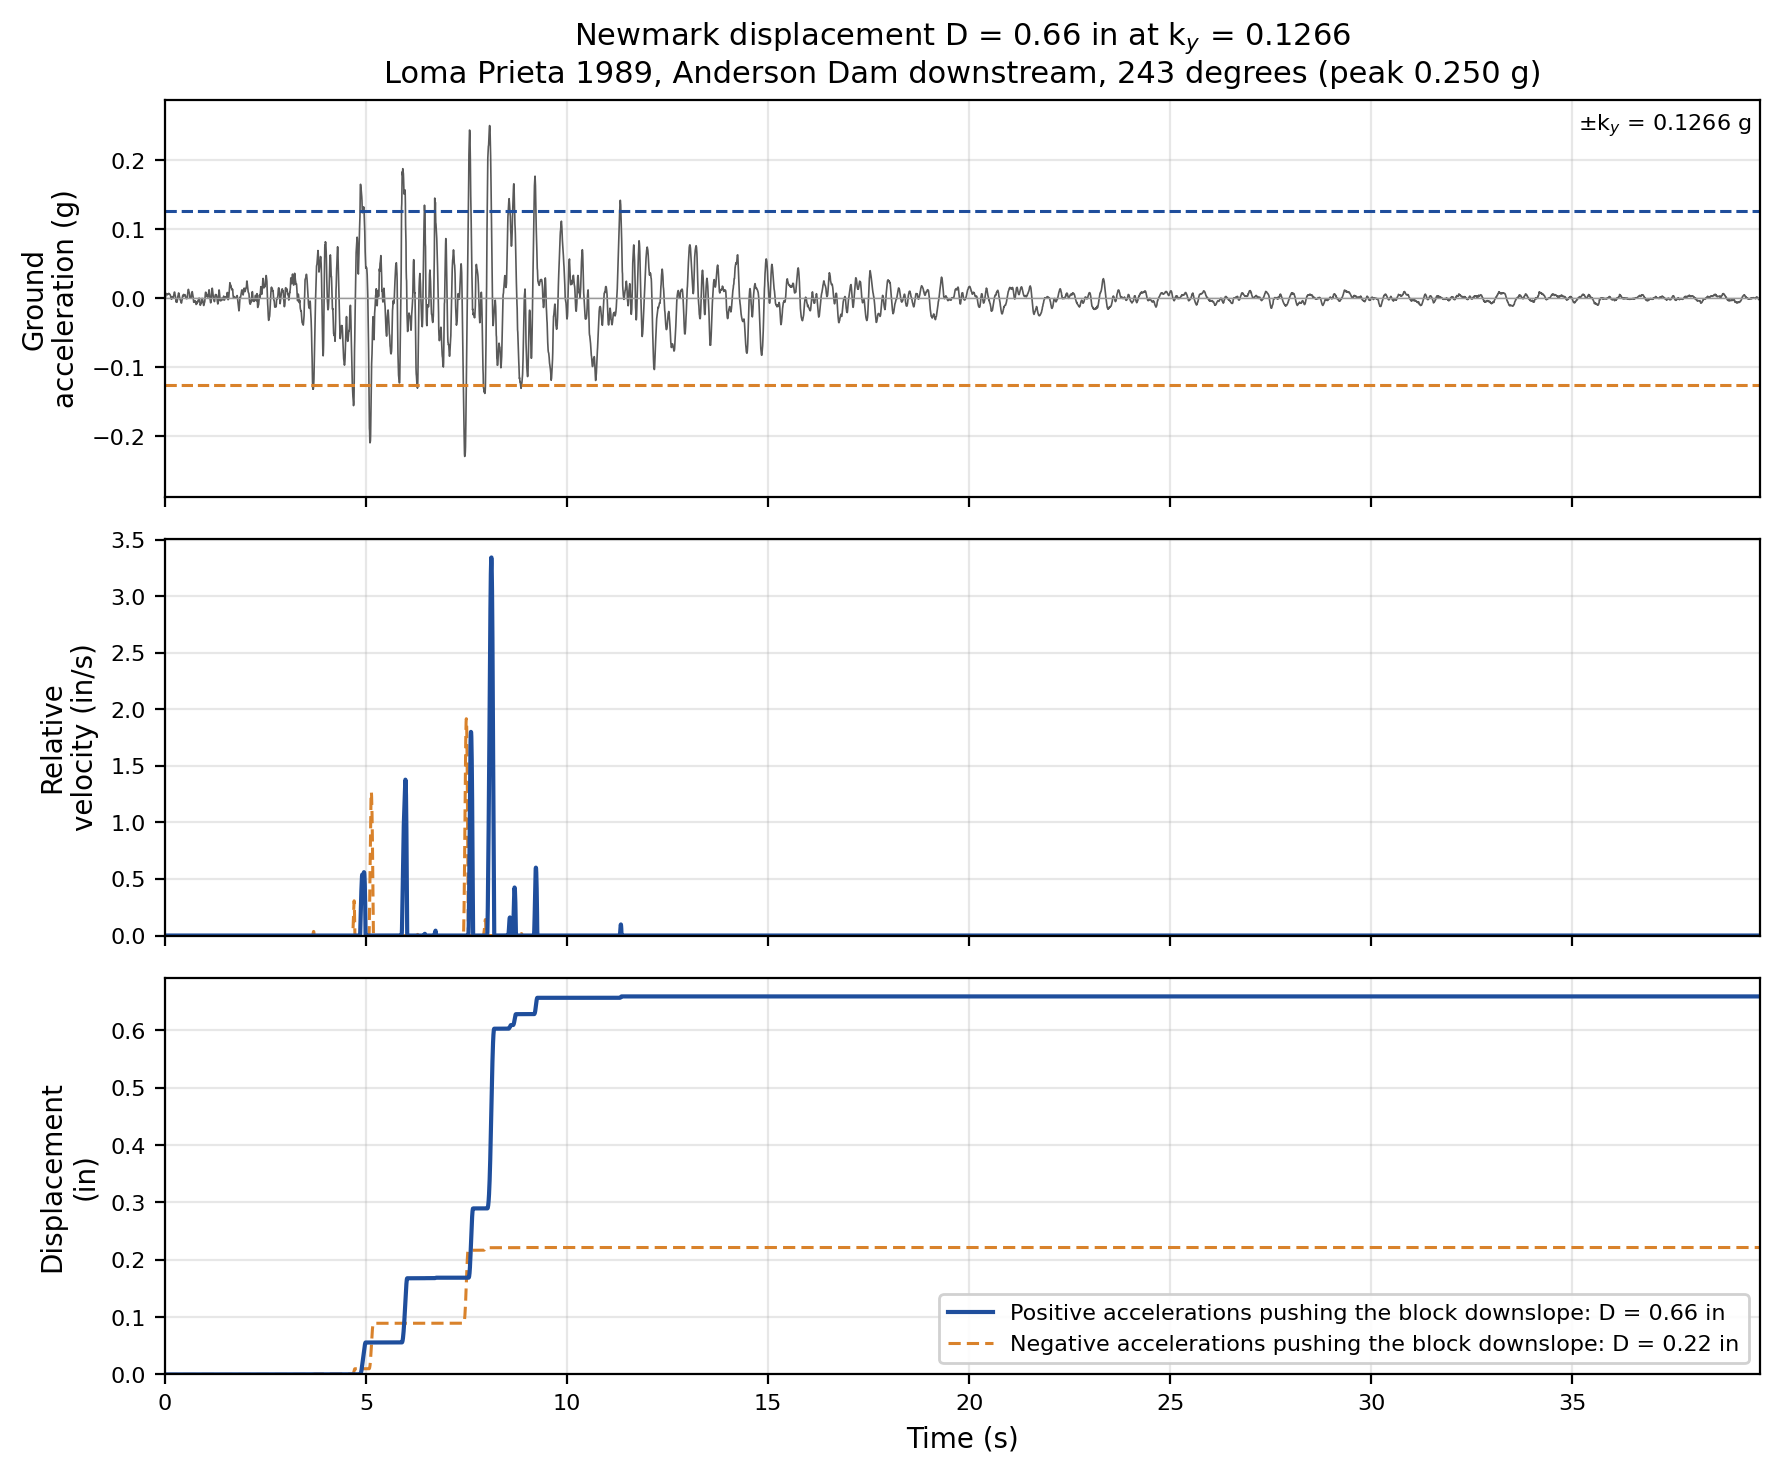 Newmark displacement D = 0.66 in at k_y = 0.1266
Loma Prieta 1989, Anderson Dam downstream, 243 degrees (peak 0.250 g)
±k_y = 0.1266 g
Ground
acceleration (g)
0.2
0.1
0.0
−0.1
−0.2
Relative
velocity (in/s)
3.5
3.0
2.5
2.0
1.5
1.0
0.5
0.0
Displacement
(in)
0.6
0.5
0.4
0.3
0.2
0.1
0.0
Positive accelerations pushing the block downslope: D = 0.66 in
Negative accelerations pushing the block downslope: D = 0.22 in
0 5 10 15 20 25 30 35
Time (s)